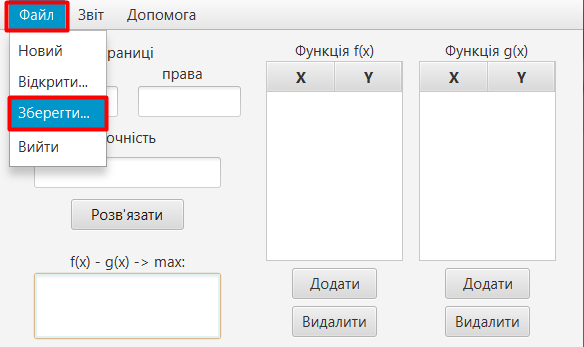 Файл Звіт Допомога
Новий
Відкрити...
Зберегти...
Вийти
раниці
права
очність
Розв'язати
f(x) - g(x) -> max:
Функція f(x)
X Y
Додати
Видалити
Функція g(x)
X Y
Додати
Видалити